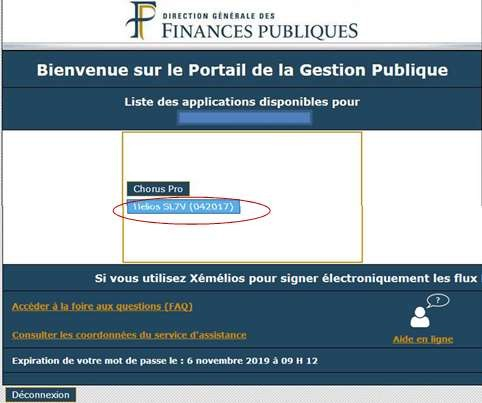 DIRECTION GÉNÉRALE DES
FINANCES PUBLIQUES
Bienvenue sur le Portail de la Gestion Publique
Liste des applications disponibles pour
Chorus Pro
Helios SL7V (042017)
Si vous utilisez Xémélios pour signer électroniquement les flux
Accéder à la foire aux questions (FAQ)
?
Consulter les coordonnées du service d'assistance
Aide en ligne
Expiration de votre mot de passe le : 6 novembre 2019 à 09 H 12
Déconnexion